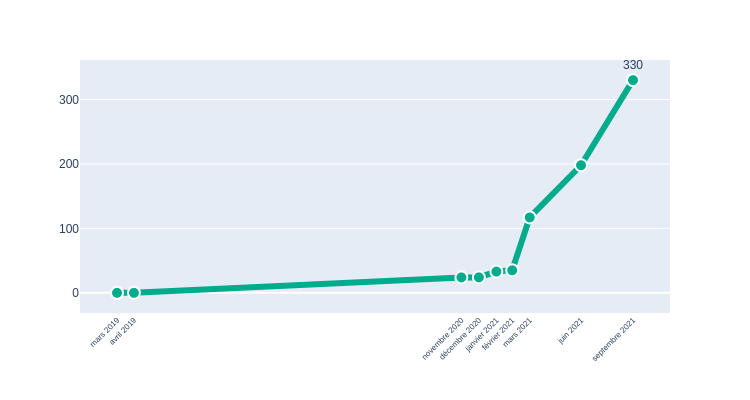 330
300
200
100
0
mars 2019
avril 2019
novembre 2020
décembre 2020
janvier 2021
février 2021
mars 2021
juin 2021
septembre 2021